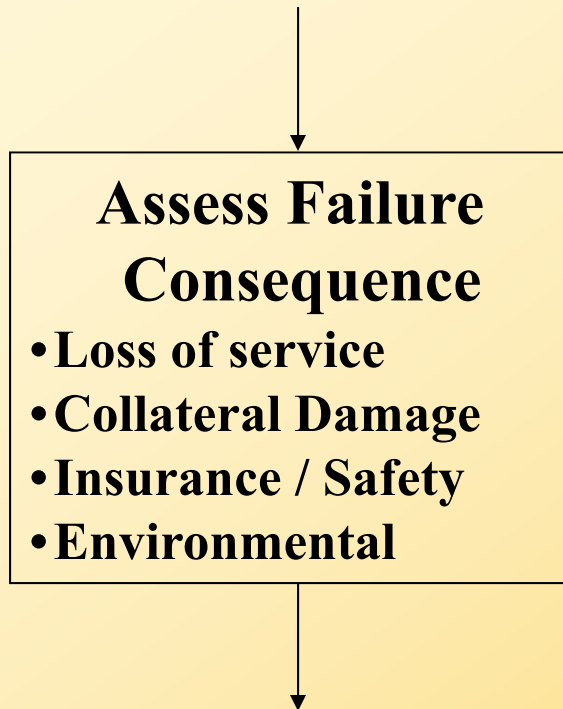 Assess Failure
Consequence
•Loss of service
•Collateral Damage
•Insurance / Safety
•Environmental